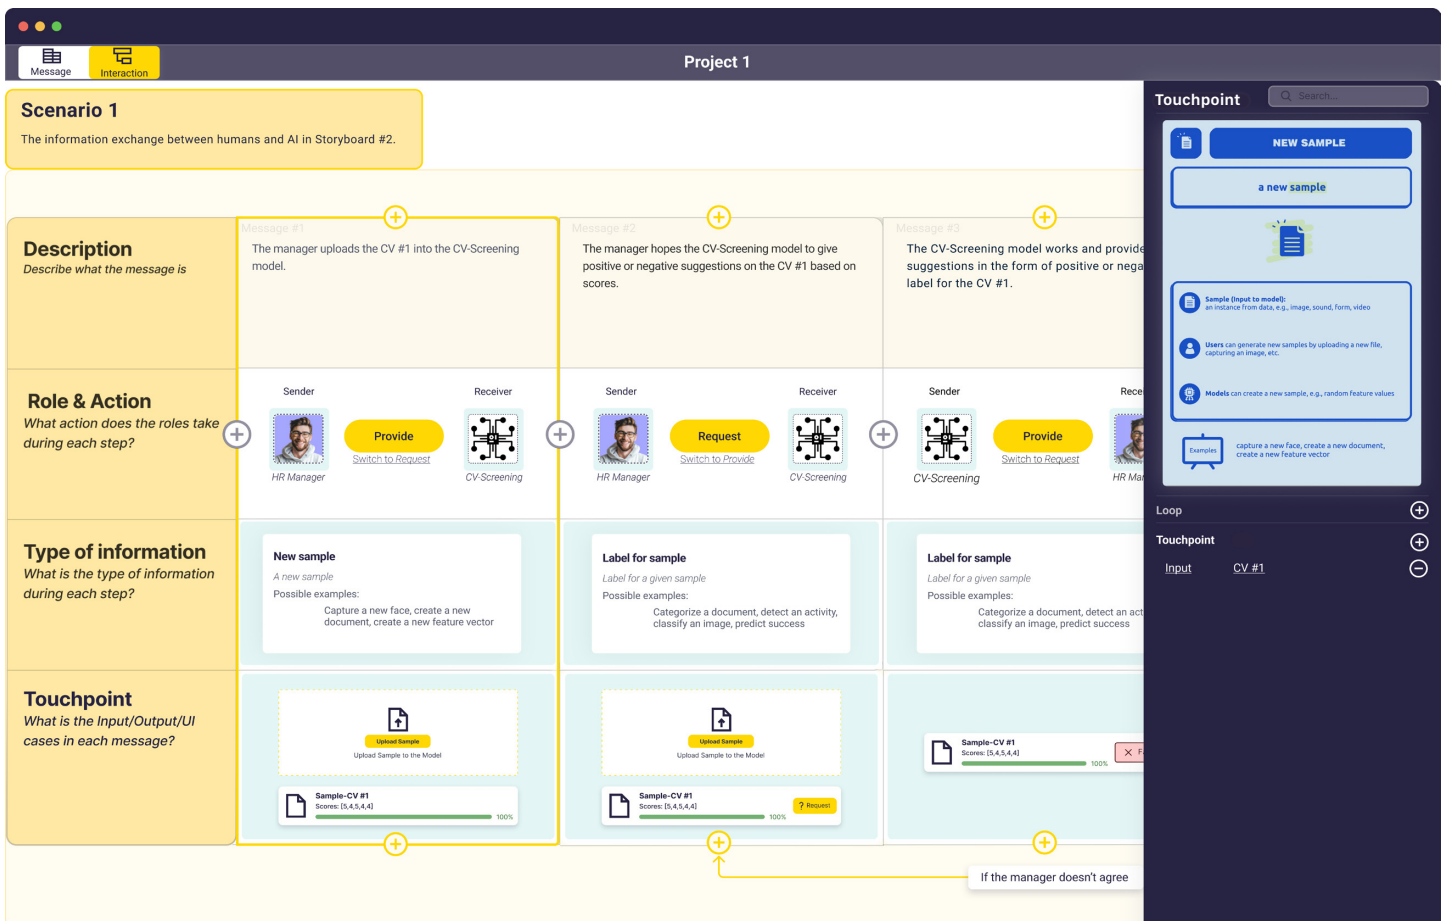 Message
Interaction
Project 1
Scenario 1
The information exchange between humans and AI in Storyboard #2.
Description
Describe what the message is
Message #1
The manager uploads the CV #1 into the CV-Screening
model.
Message #2
The manager hopes the CV-Screening model to give
positive or negative suggestions on the CV #1 based on
scores.
Message #3
The CV-Screening model works and provide
suggestions in the form of positive or nega
label for the CV #1.
Role & Action
What action does the roles take
during each step?
Sender
Receiver
Provide
Switch to Request
HR Manager
CV-Screening
Sender
Receiver
Request
Switch to Provide
HR Manager
CV-Screening
Sender
Recei
Provide
Switch to Request
CV-Screening
HR Mar
Type of information
What is the type of information
during each step?
New sample
A new sample
Possible examples:
Capture a new face, create a new
document, create a new feature vector
Label for sample
Label for a given sample
Possible examples:
Categorize a document, detect an activity,
classify an image, predict success
Label for sample
Label for a given sample
Possible examples:
Categorize a document, detect an act
classify an image, predict success
Touchpoint
What is the Input/Output/UI
cases in each message?
Upload Sample
Upload Sample to the Model
Sample-CV #1
Scores: [5,4,5,4,4]
100%
Upload Sample
Upload Sample to the Model
Sample-CV #1
Scores: [5,4,5,4,4]
100%
? Request
Sample-CV #1
Scores: [5,4,5,4,4]
100%
Fa
If the manager doesn't agree
Touchpoint
Search...
NEW SAMPLE
a new sample
Sample (Input to model):
an instance from data, e.g., image, sound, form, video
Users can generate new samples by uploading a new file,
capturing an image, etc.
Models can create a new sample, e.g., random feature values
Examples
capture a new face, create a new document,
create a new feature vector
Loop
Touchpoint
Input CV #1